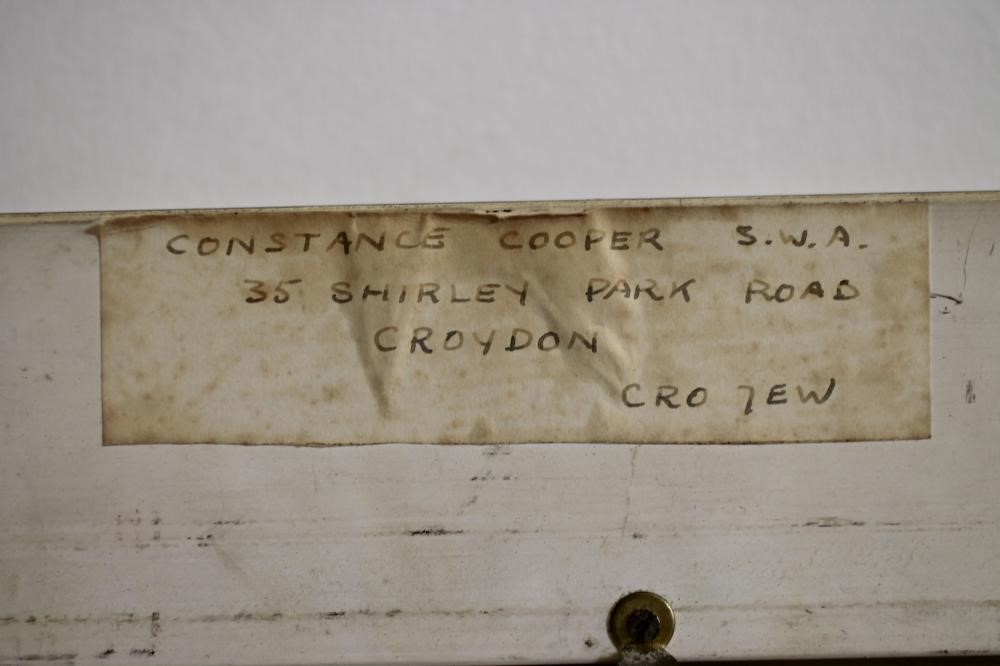 CONSTANCE COOPER S.W.A.
35 SHIRLEY PARK ROAD
CROYDON
CRO 7EW